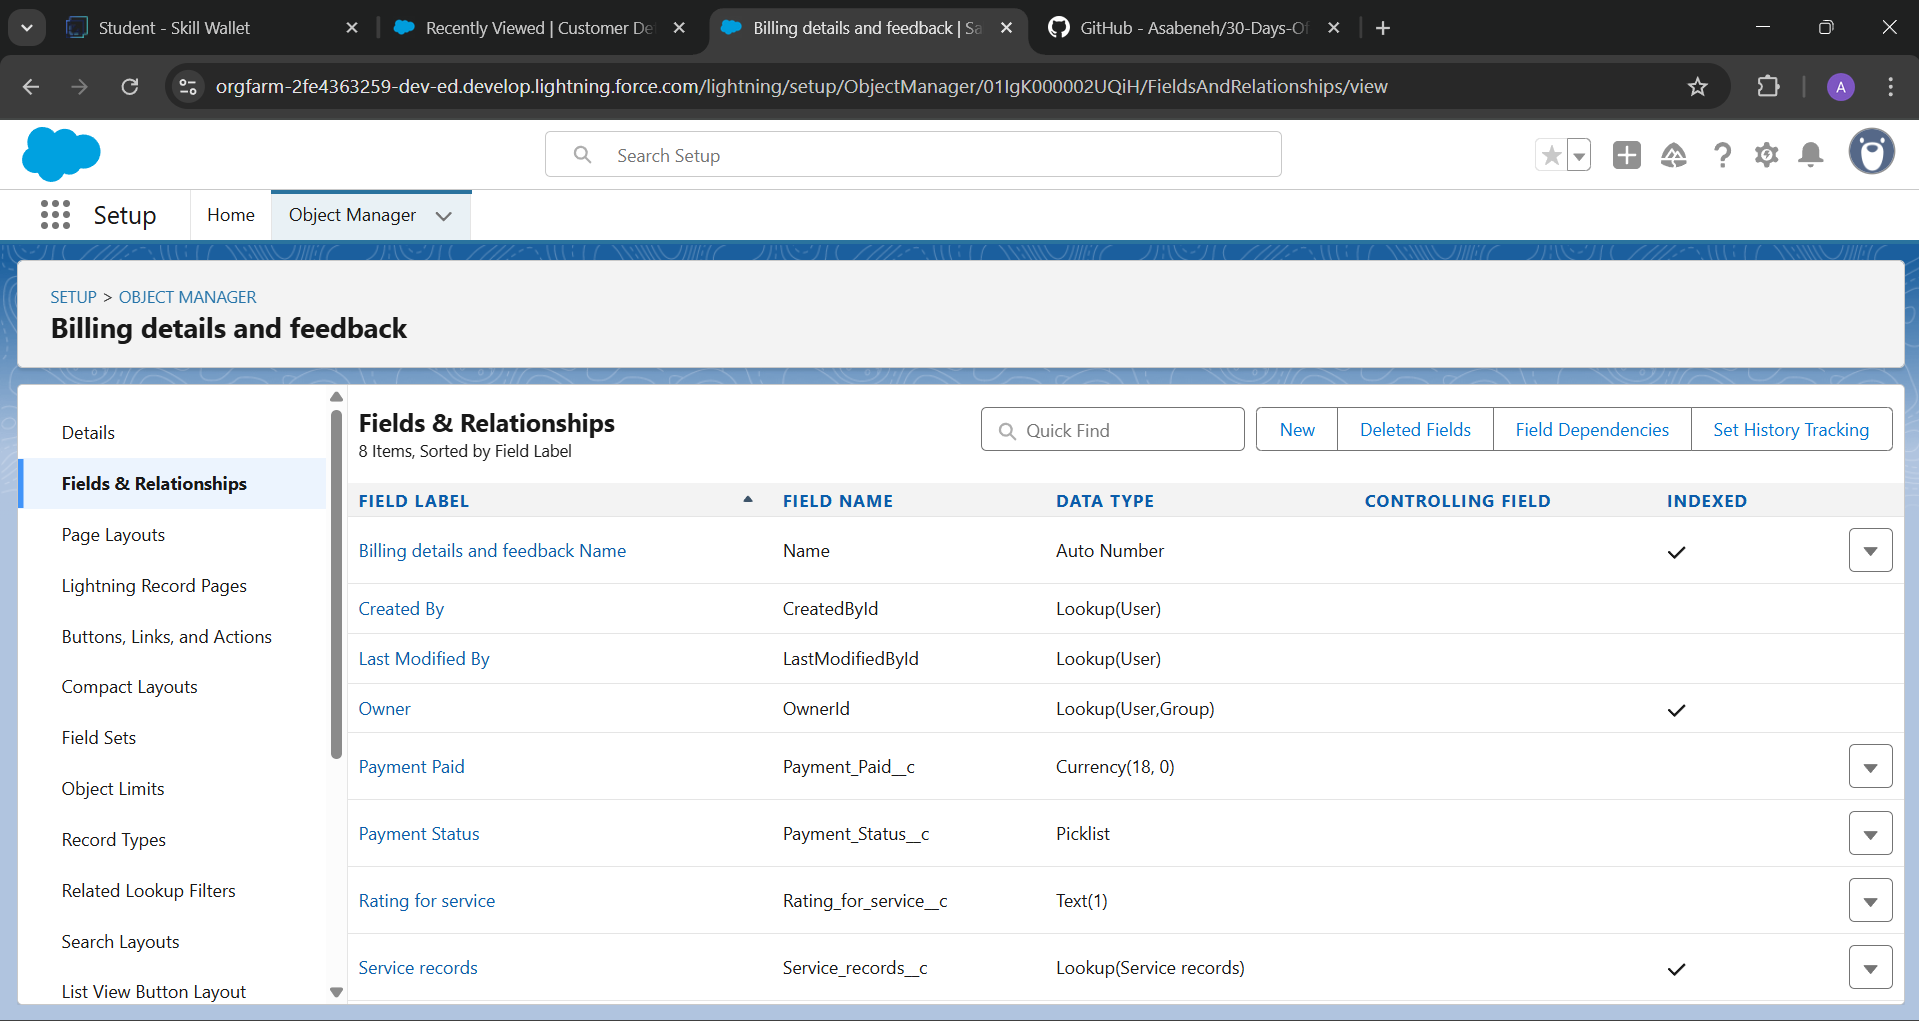 Student - Skill Wallet
Recently Viewed | Customer De
Billing details and feedback | Sa
GitHub - Asabeneh/30-Days-Of
orgfarm-2fe4363259-dev-ed.develop.lightning.force.com/lightning/setup/ObjectManager/01IgK000002UQiH/FieldsAndRelationships/view
A
Search Setup
Setup
Home
Object Manager
SETUP > OBJECT MANAGER
Billing details and feedback
Details
Fields & Relationships
Page Layouts
Lightning Record Pages
Buttons, Links, and Actions
Compact Layouts
Field Sets
Object Limits
Record Types
Related Lookup Filters
Search Layouts
List View Button Layout
Fields & Relationships
8 Items, Sorted by Field Label
Quick Find
New
Deleted Fields
Field Dependencies
Set History Tracking
FIELD LABEL FIELD NAME DATA TYPE CONTROLLING FIELD INDEXED
Billing details and feedback Name Name Auto Number
Created By CreatedById Lookup(User)
Last Modified By LastModifiedById Lookup(User)
Owner OwnerId Lookup(User,Group)
Payment Paid Payment_Paid__c Currency(18, 0)
Payment Status Payment_Status__c Picklist
Rating for service Rating_for_service__c Text(1)
Service records Service_records__c Lookup(Service records)